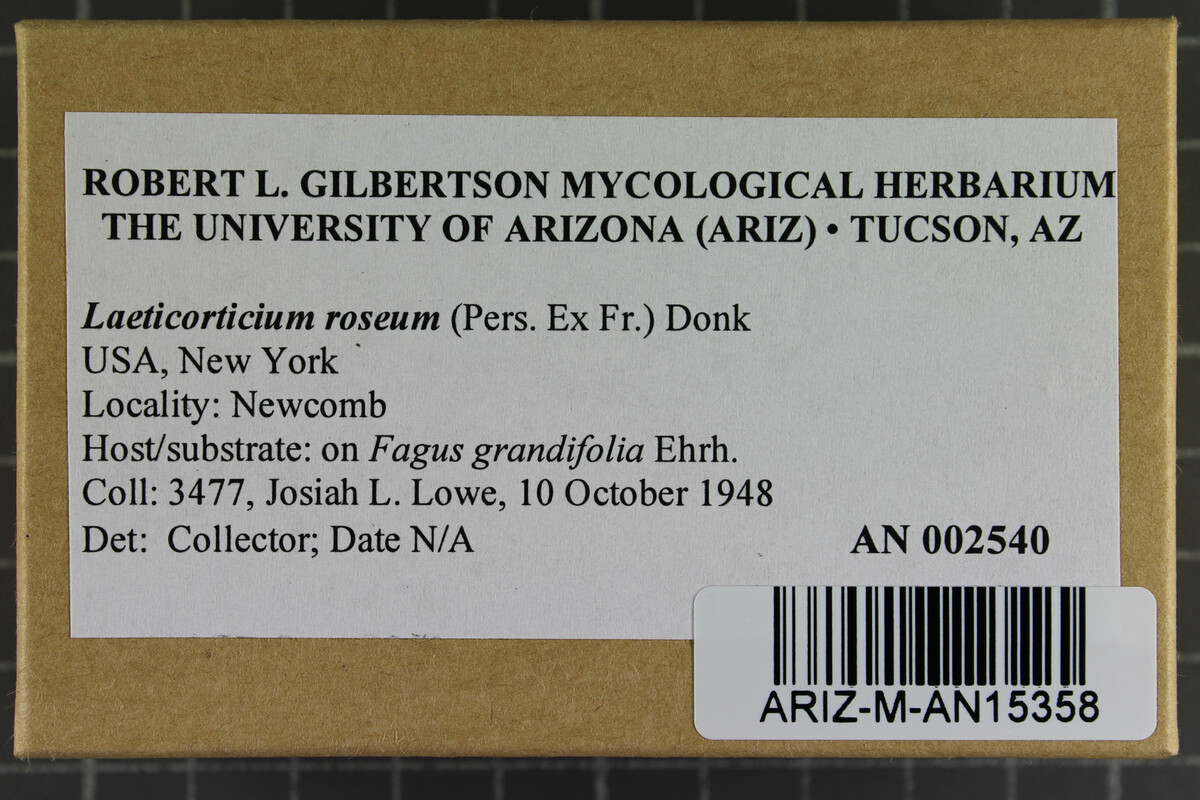 ROBERT L. GILBERTSON MYCOLOGICAL HERBARIUM
THE UNIVERSITY OF ARIZONA (ARIZ) • TUCSON, AZ
Laeticorticium roseum (Pers. Ex Fr.) Donk
USA, New York
Locality: Newcomb
Host/substrate: on Fagus grandifolia Ehrh.
Coll: 3477, Josiah L. Lowe, 10 October 1948
Det: Collector; Date N/A AN 002540
ARIZ-M-AN15358